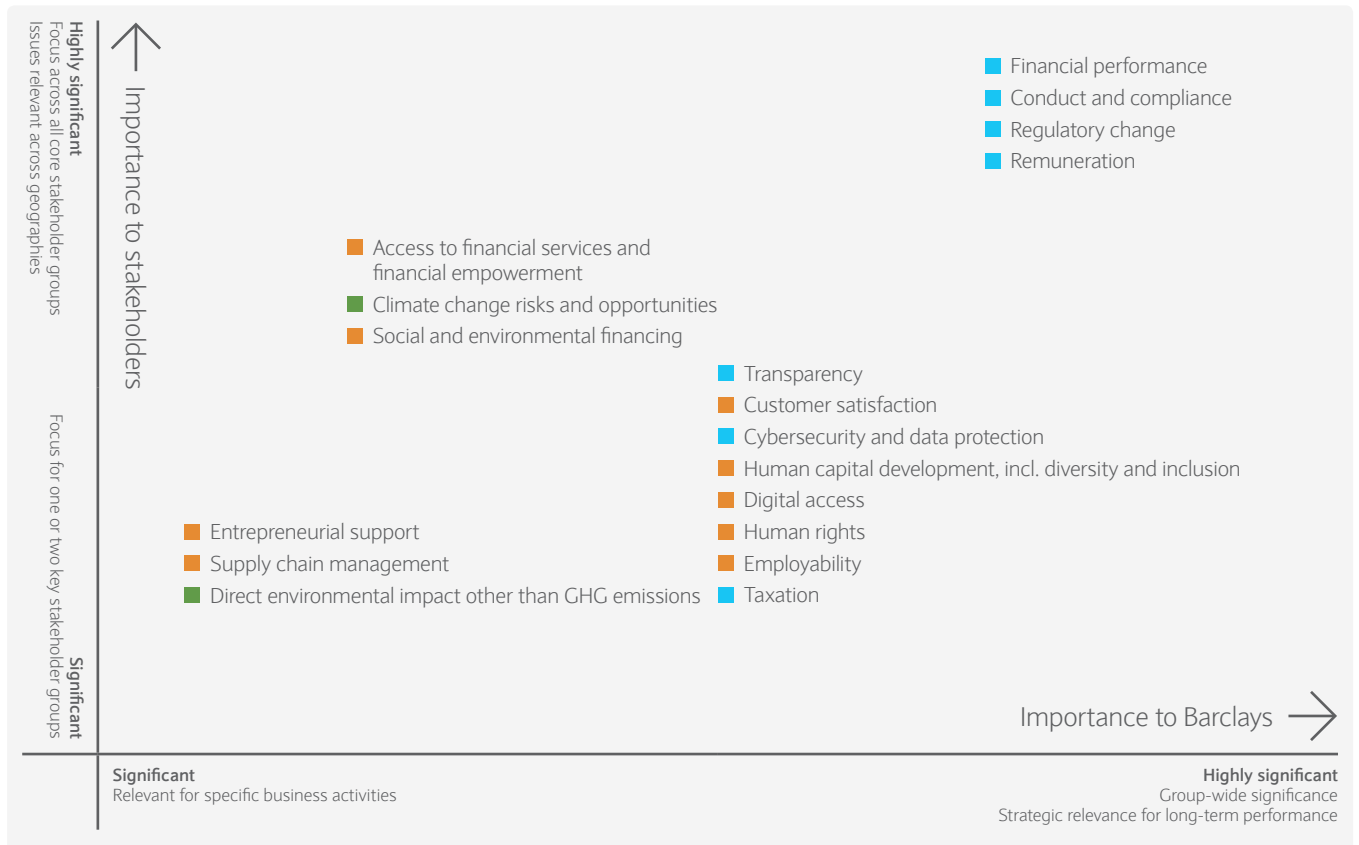 Highly significant
Focus across all core stakeholder groups
Issues relevant across geographies
Importance to stakeholders
Financial performance
Conduct and compliance
Regulatory change
Remuneration
Access to financial services and
financial empowerment
Climate change risks and opportunities
Social and environmental financing
Transparency
Customer satisfaction
Cybersecurity and data protection
Human capital development, incl. diversity and inclusion
Digital access
Human rights
Employability
Taxation
Entrepreneurial support
Supply chain management
Direct environmental impact other than GHG emissions
Significant
Focus for one or two key stakeholder groups
Importance to Barclays
Significant
Relevant for specific business activities
Highly significant
Group-wide significance
Strategic relevance for long-term performance